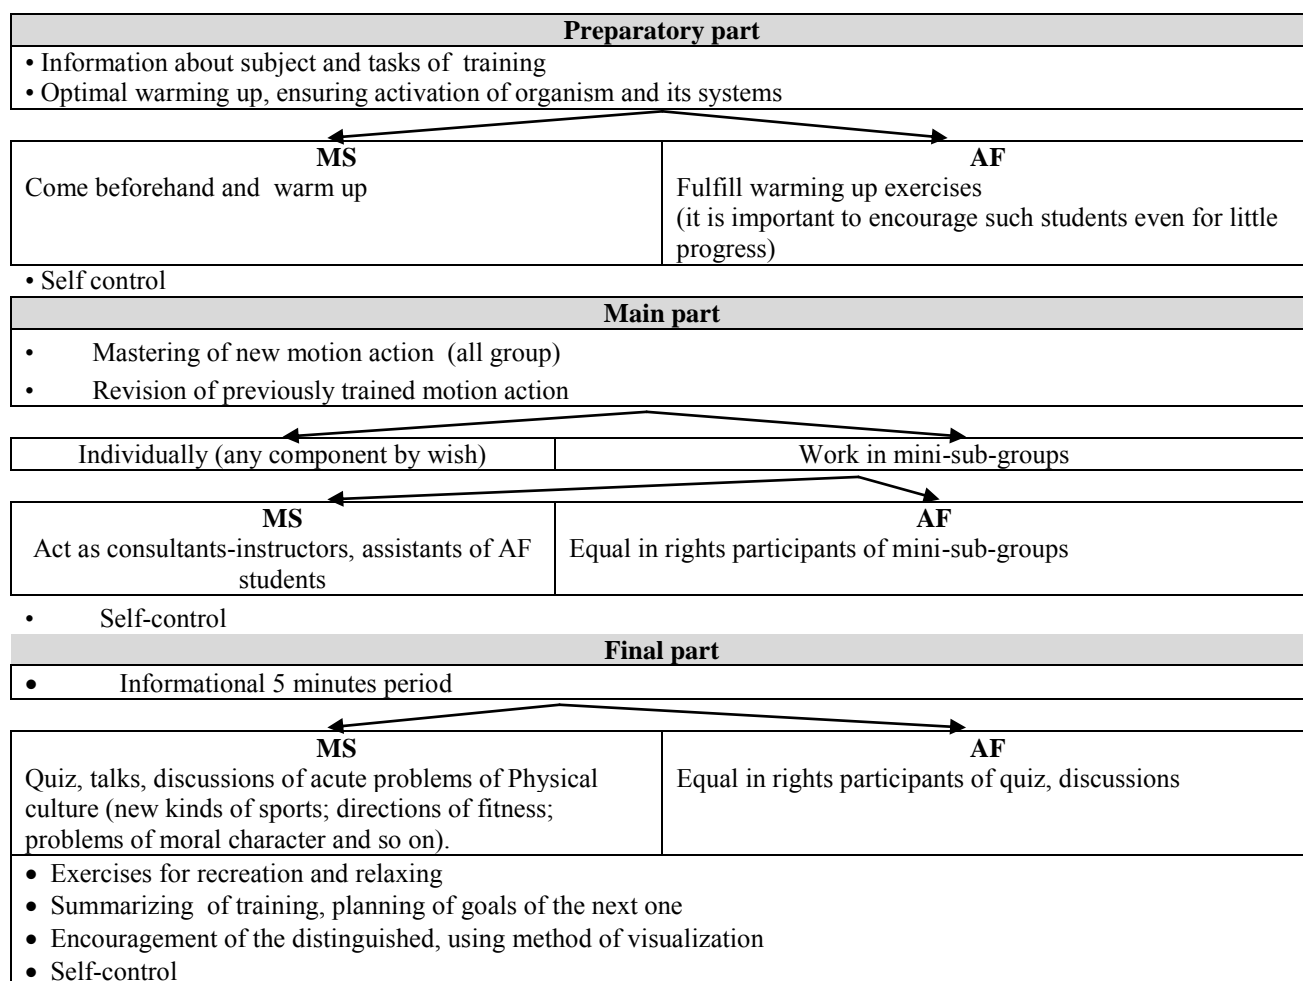 Preparatory part
• Information about subject and tasks of training
• Optimal warming up, ensuring activation of organism and its systems
MS
Come beforehand and warm up
AF
Fulfill warming up exercises
(it is important to encourage such students even for little
progress)
• Self control
Main part
• Mastering of new motion action (all group)
• Revision of previously trained motion action
Individually (any component by wish)
Work in mini-sub-groups
MS
Act as consultants-instructors, assistants of AF
students
AF
Equal in rights participants of mini-sub-groups
• Self-control
Final part
• Informational 5 minutes period
MS
Quiz, talks, discussions of acute problems of Physical
culture (new kinds of sports; directions of fitness;
problems of moral character and so on).
AF
Equal in rights participants of quiz, discussions
• Exercises for recreation and relaxing
• Summarizing of training, planning of goals of the next one
• Encouragement of the distinguished, using method of visualization
• Self-control